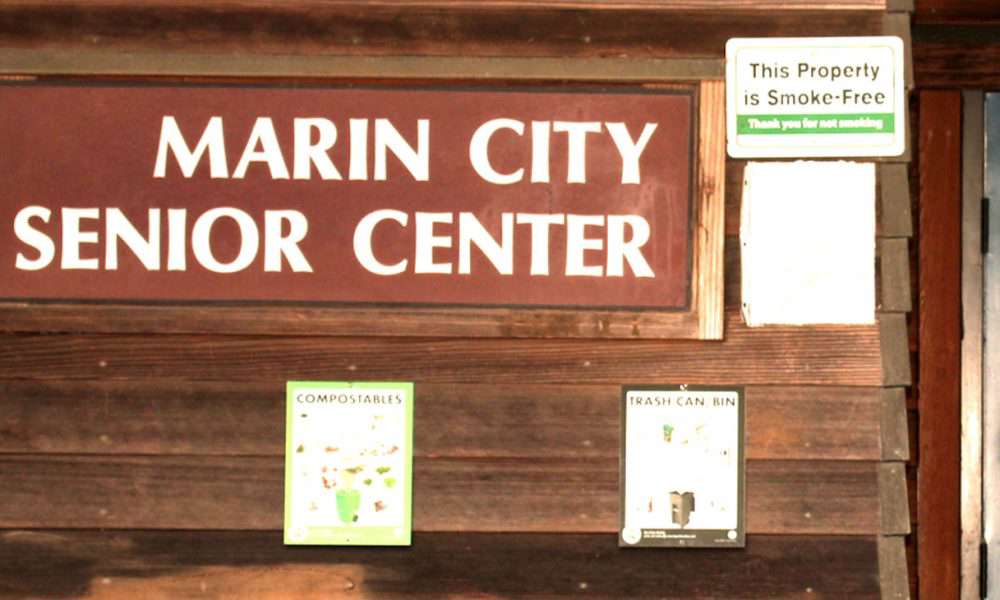 MARIN CITY
SENIOR CENTER
This Property
is Smoke-Free
Thank you for not smoking
COMPOSTABLES
TRASH CAN BIN